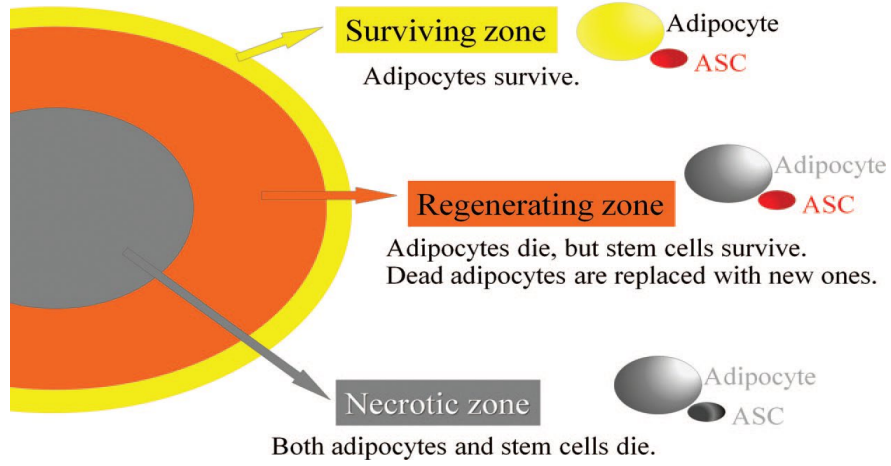 Surviving zone
Adipocyte
ASC
Adipocytes survive.
Adipocyte
ASC
Regenerating zone
Adipocytes die, but stem cells survive.
Dead adipocytes are replaced with new ones.
Adipocyte
ASC
Necrotic zone
Both adipocytes and stem cells die.